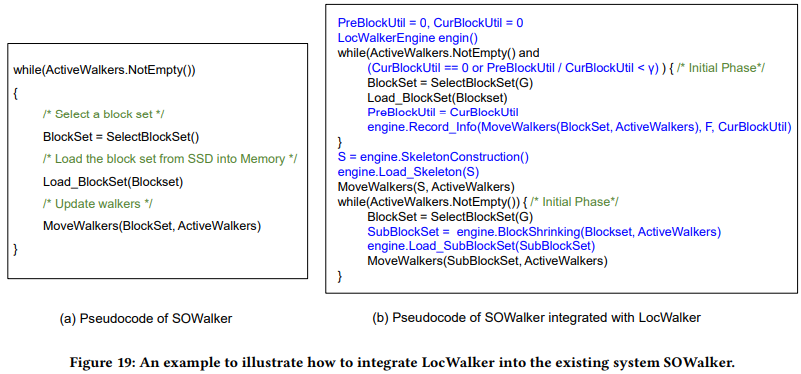 while(ActiveWalkers.NotEmpty())
{
/* Select a block set */
BlockSet = SelectBlockSet()
/* Load the block set from SSD into Memory */
Load_BlockSet(Blockset)
/* Update walkers */
MoveWalkers(BlockSet, ActiveWalkers)
}
(a) Pseudocode of SOWalker
PreBlockUtil = 0, CurBlockUtil = 0
LocWalkerEngine engin()
while(ActiveWalkers.NotEmpty() and
(CurBlockUtil == 0 or PreBlockUtil / CurBlockUtil < γ) ) { /* Initial Phase*/
BlockSet = SelectBlockSet(G)
Load_BlockSet(Blockset)
PreBlockUtil = CurBlockUtil
engine.Record_Info(MoveWalkers(BlockSet, ActiveWalkers), F, CurBlockUtil)
}
S = engine.SkeletonConstruction()
engine.Load_Skeleton(S)
MoveWalkers(S, ActiveWalkers)
while(ActiveWalkers.NotEmpty()) { /* Initial Phase*/
BlockSet = SelectBlockSet(G)
SubBlockSet = engine.BlockShrinking(Blockset, ActiveWalkers)
engine.Load_SubBlockSet(SubBlockSet)
MoveWalkers(SubBlockSet, ActiveWalkers)
}
(b) Pseudocode of SOWalker integrated with LocWalker
Figure 19: An example to illustrate how to integrate LocWalker into the existing system SOWalker.